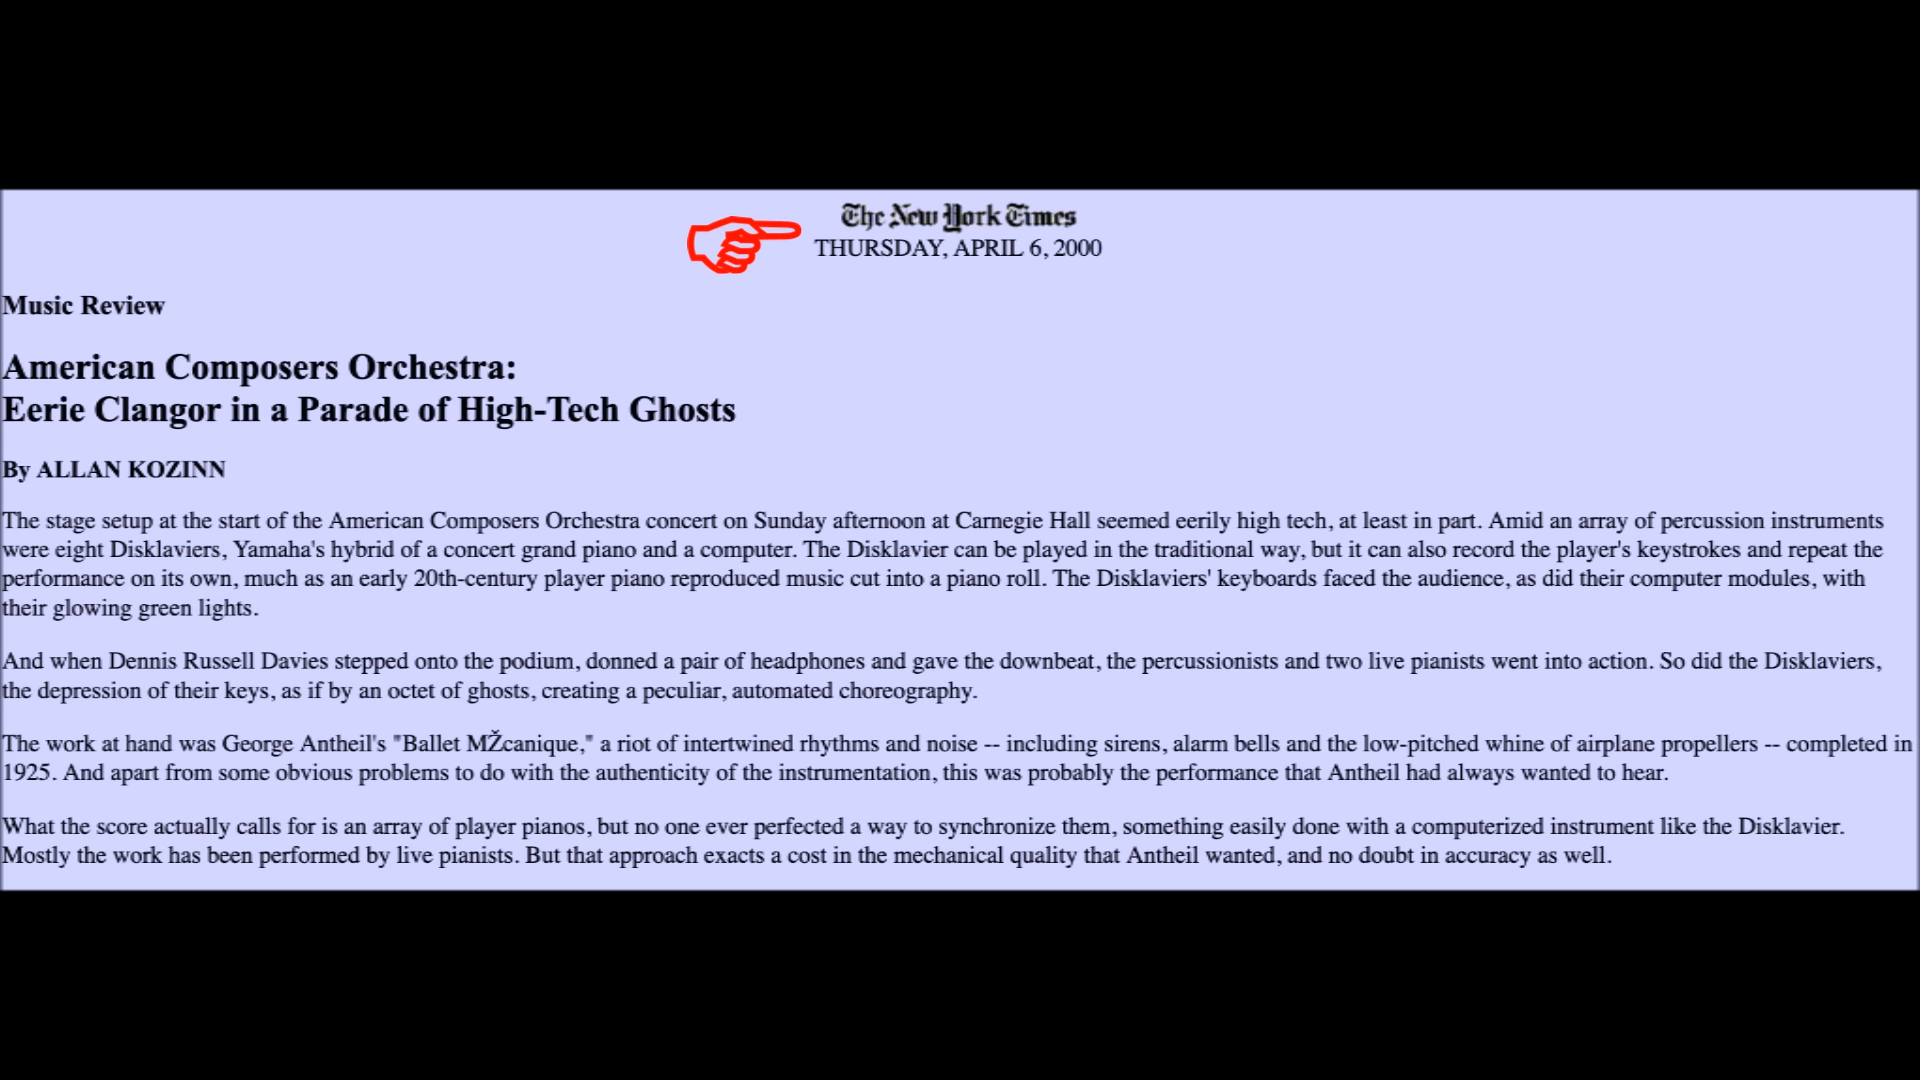 The New York Times
THURSDAY, APRIL 6, 2000
Music Review
American Composers Orchestra:
Eerie Clangor in a Parade of High-Tech Ghosts
By ALLAN KOZINN
The stage setup at the start of the American Composers Orchestra concert on Sunday afternoon at Carnegie Hall seemed eerily high tech, at least in part. Amid an array of percussion instruments
were eight Disklaviers, Yamaha's hybrid of a concert grand piano and a computer. The Disklavier can be played in the traditional way, but it can also record the player's keystrokes and repeat the
performance on its own, much as an early 20th-century player piano reproduced music cut into a piano roll. The Disklaviers' keyboards faced the audience, as did their computer modules, with
their glowing green lights.
And when Dennis Russell Davies stepped onto the podium, donned a pair of headphones and gave the downbeat, the percussionists and two live pianists went into action. So did the Disklaviers,
the depression of their keys, as if by an octet of ghosts, creating a peculiar, automated choreography.
The work at hand was George Antheil's "Ballet MŽcanique," a riot of intertwined rhythms and noise -- including sirens, alarm bells and the low-pitched whine of airplane propellers -- completed in
1925. And apart from some obvious problems to do with the authenticity of the instrumentation, this was probably the performance that Antheil had always wanted to hear.
What the score actually calls for is an array of player pianos, but no one ever perfected a way to synchronize them, something easily done with a computerized instrument like the Disklavier.
Mostly the work has been performed by live pianists. But that approach exacts a cost in the mechanical quality that Antheil wanted, and no doubt in accuracy as well.